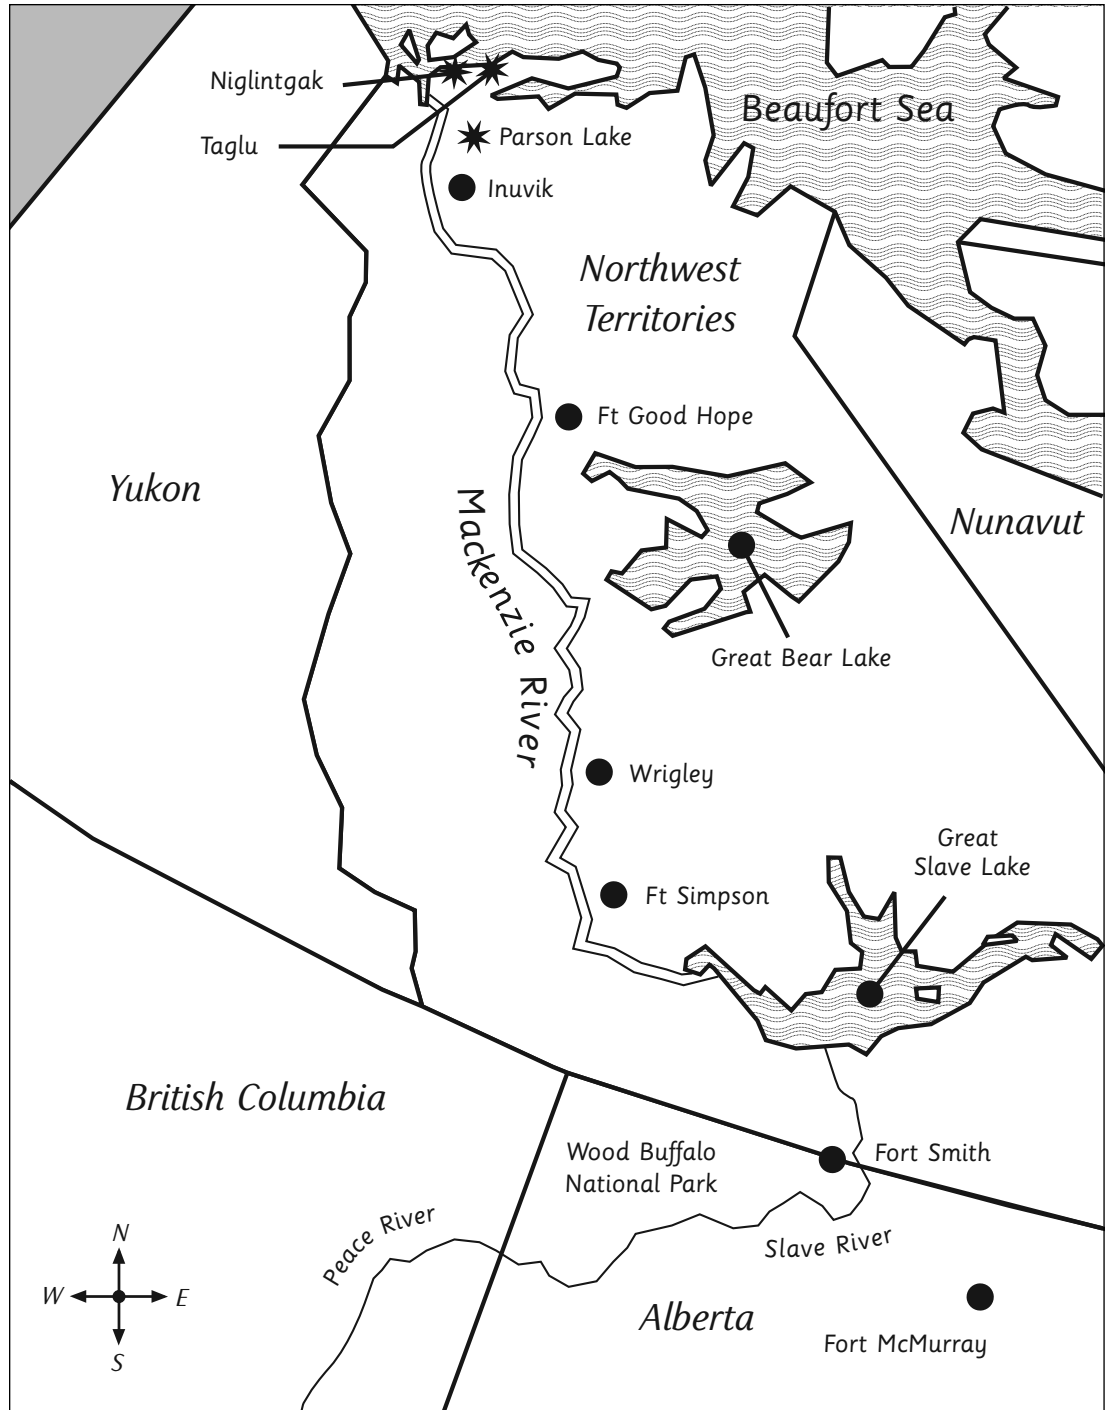 Niglintgak
Beaufort Sea
Taglu
Parson Lake
Inuvik
Northwest
Territories
Ft Good Hope
Yukon
Mackenzie River
Nunavut
Great Bear Lake
Wrigley
Great
Slave Lake
Ft Simpson
British Columbia
Wood Buffalo
National Park
Fort Smith
Peace River
Slave River
N
W
E
S
Alberta
Fort McMurray